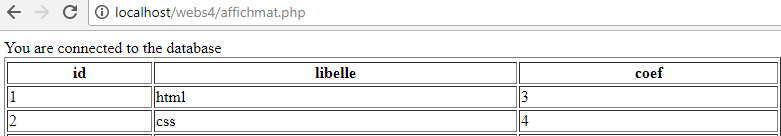 localhost/webs4/affichmat.php
You are connected to the database
id libelle coef
1 html 3
2 css 4